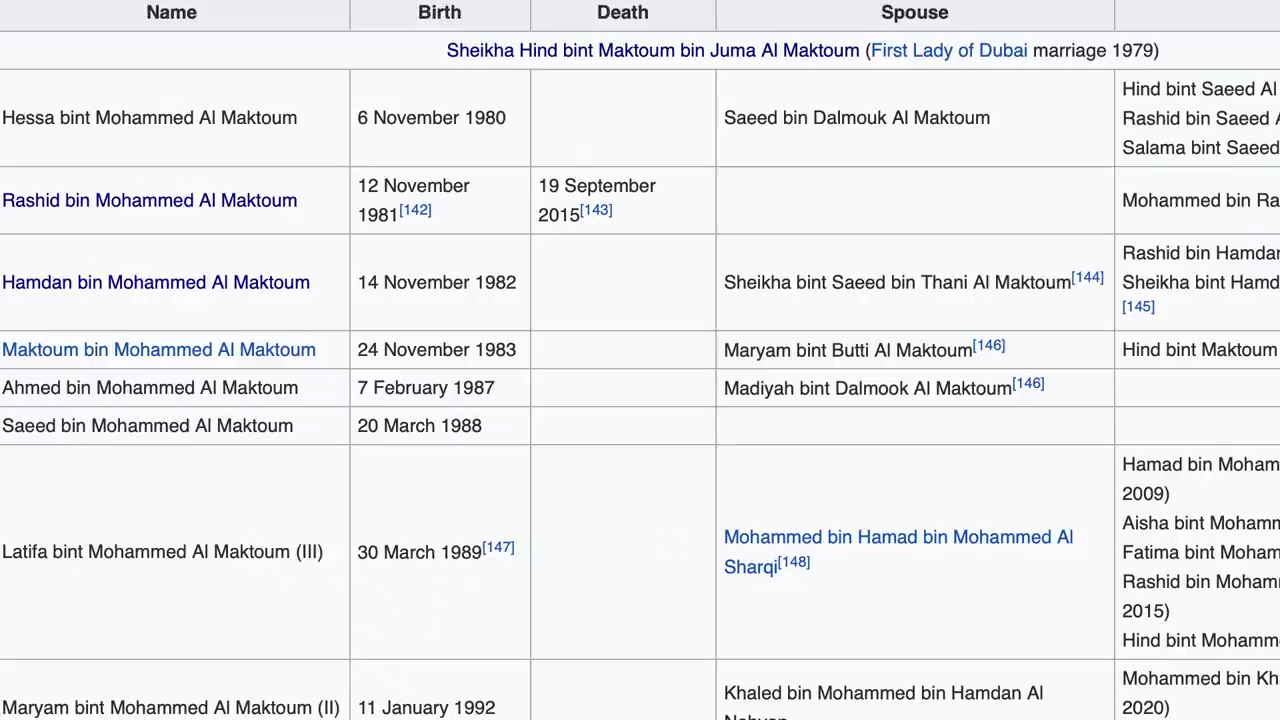 Name Birth Death Spouse
Sheikha Hind bint Maktoum bin Juma Al Maktoum (First Lady of Dubai marriage 1979)
Hessa bint Mohammed Al Maktoum 6 November 1980 Saeed bin Dalmouk Al Maktoum
Hind bint Saeed Al
Rashid bin Saeed
Salama bint Saeed
Rashid bin Mohammed Al Maktoum
12 November
1981[142]
19 September
2015[143]
Mohammed bin
Hamdan bin Mohammed Al Maktoum 14 November 1982 Sheikha bint Saeed bin Thani Al Maktoum[144]
Rashid bin Hamdan
Sheikha bint
[145]
Maktoum bin Mohammed Al Maktoum 24 November 1983 Maryam bint Butti Al Maktoum[146] Hind bint Maktoum
Ahmed bin Mohammed Al Maktoum 7 February 1987 Madiyah bint Dalmook Al Maktoum[146]
Saeed bin Mohammed Al Maktoum 20 March 1988
Latifa bint Mohammed Al Maktoum (III) 30 March 1989[147]
Mohammed bin Hamad bin Mohammed Al
Sharqi[148]
Hamad bin
2009)
Aisha bint
Fatima bint
Rashid bin
2015)
Hind bint
Maryam bint Mohammed Al Maktoum (II) 11 January 1992
Khaled bin Mohammed bin Hamdan Al
Mohammed bin
2020)